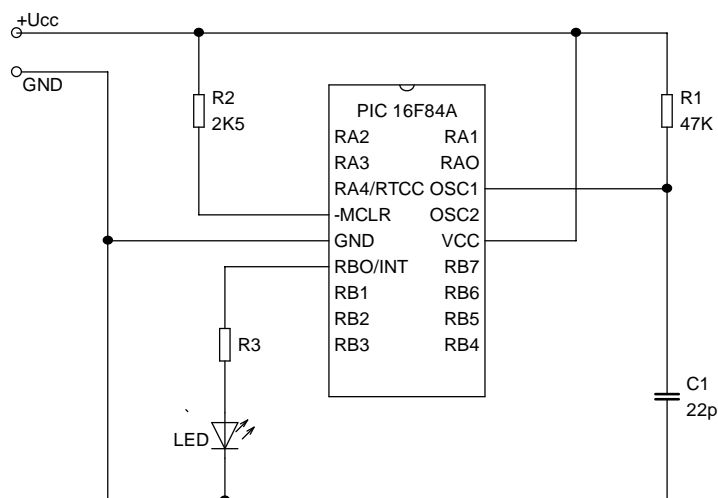 +Ucc
GND
R2
2K5
PIC 16F84A
RA2
RA1
RA3
RAO
RA4/RTCC
OSC1
-MCLR
OSC2
GND
VCC
RBO/INT
RB7
RB1
RB6
RB2
RB5
RB3
RB4
R1
47K
R3
C1
22p
LED